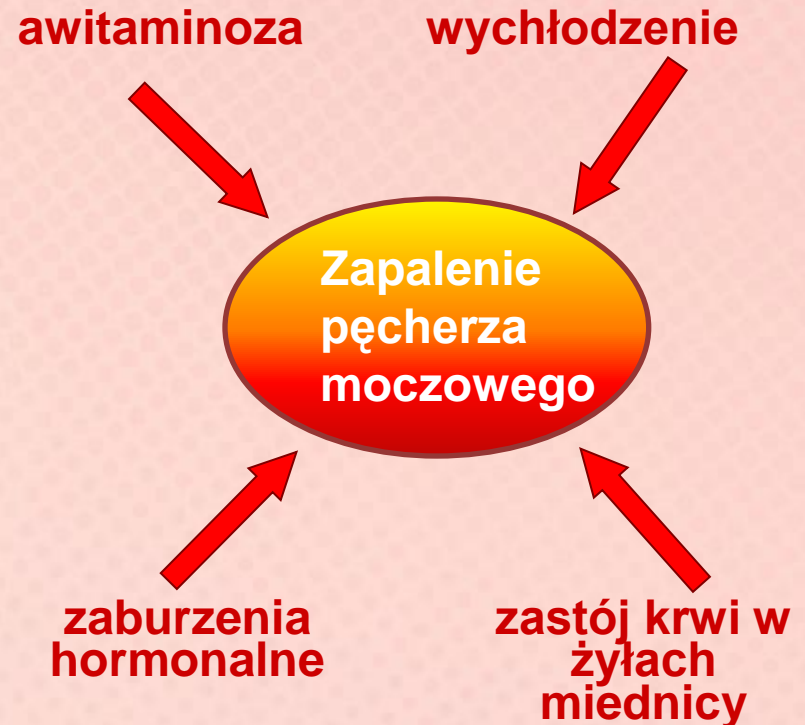 awitaminoza
wychłodzenie
Zapalenie
pęcherza
moczowego
zaburzenia
hormonalne
zastój krwi w
żyłach
miednicy